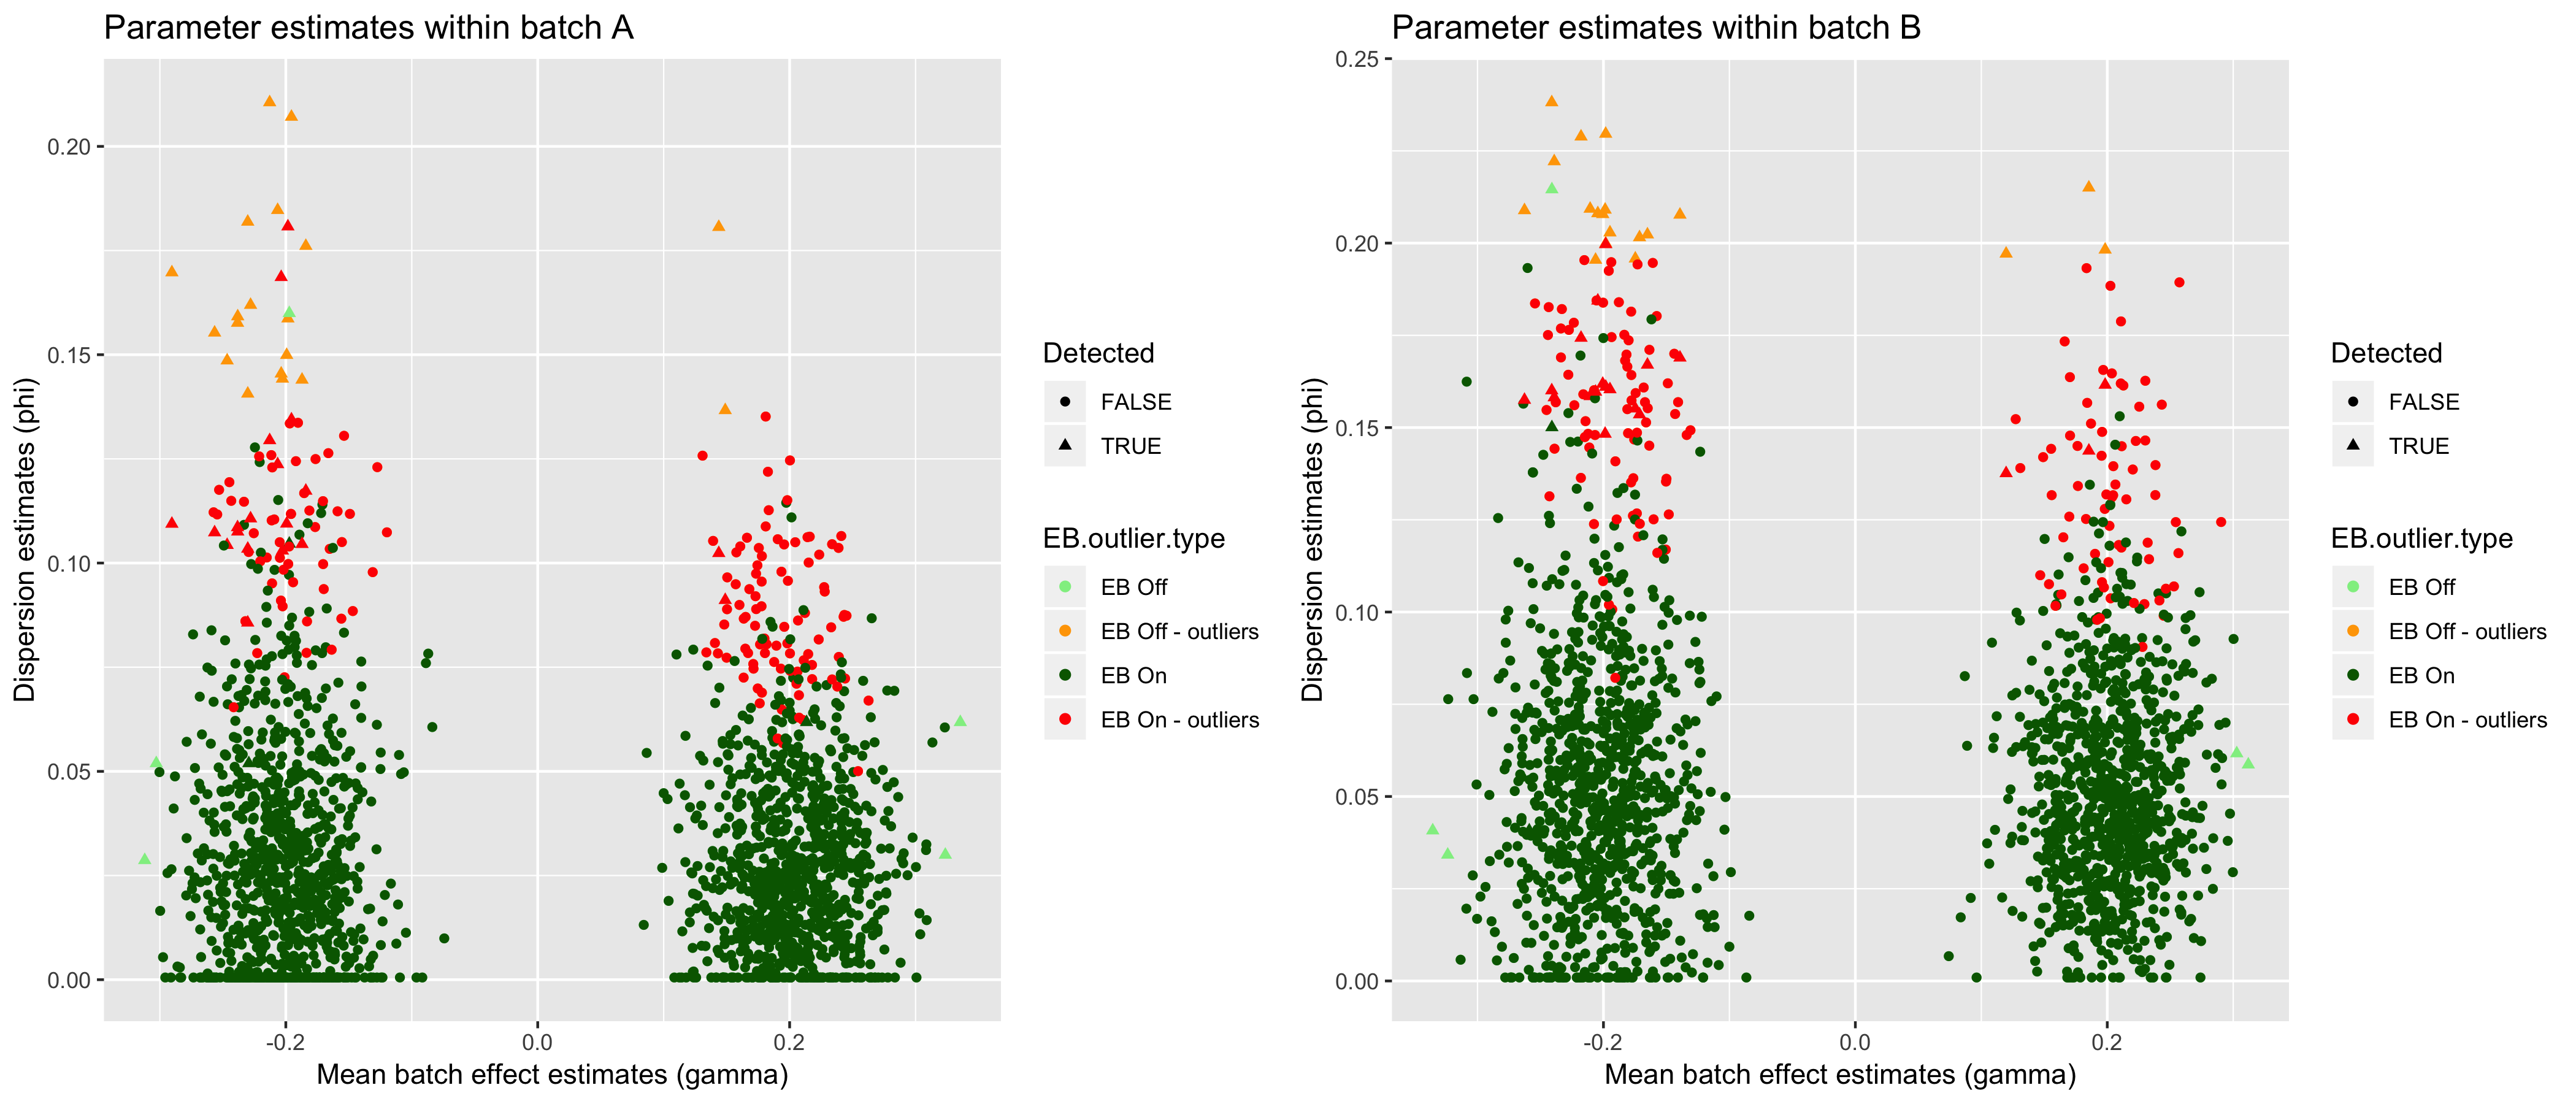 Parameter estimates within batch A
Dispersion estimates (phi)
0.20
0.15
0.10
0.05
0.00
-0.2
0.0
0.2
Mean batch effect estimates (gamma)
Detected
FALSE
TRUE
EB.outlier.type
EB Off
EB Off - outliers
EB On
EB On - outliers
Parameter estimates within batch B
Dispersion estimates (phi)
0.25
0.20
0.15
0.10
0.05
0.00
-0.2
0.0
0.2
Mean batch effect estimates (gamma)
Detected
FALSE
TRUE
EB.outlier.type
EB Off
EB Off - outliers
EB On
EB On - outliers